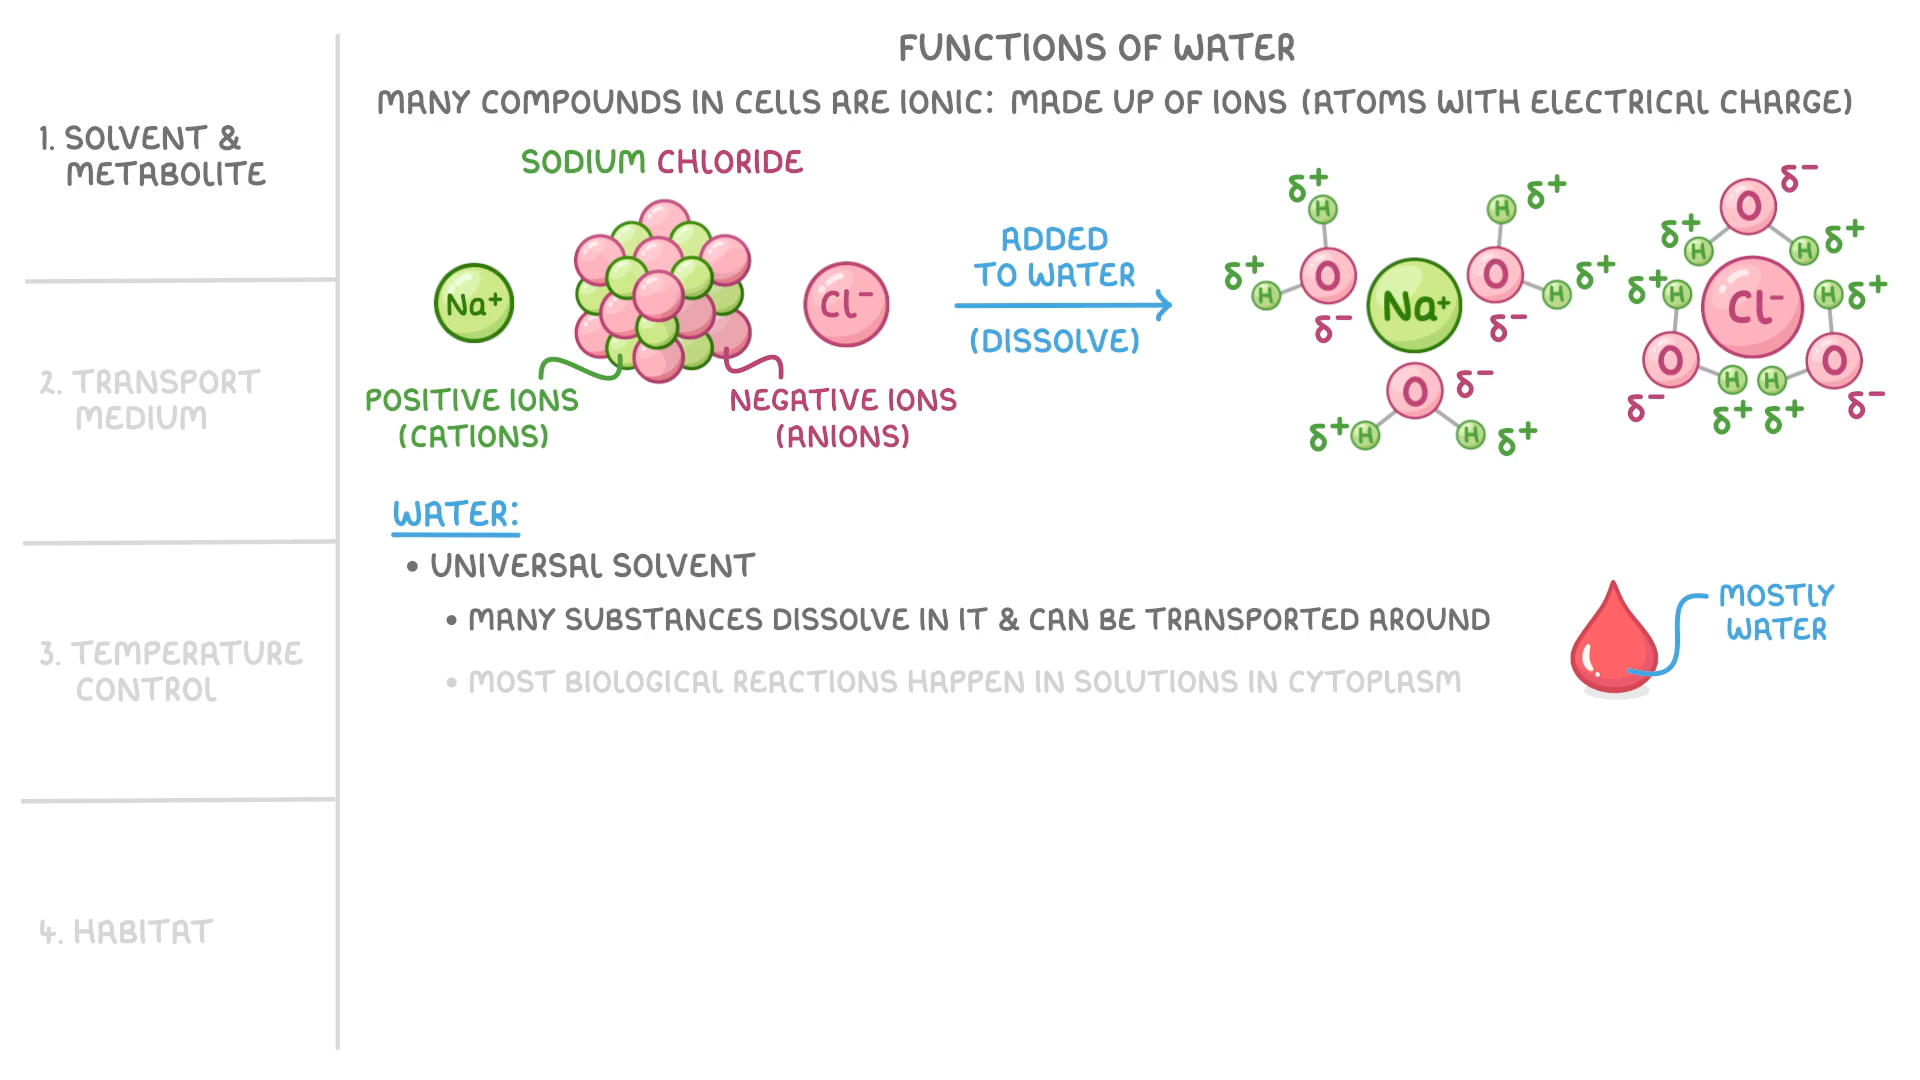 FUNCTIONS OF WATER
MANY COMPOUNDS IN CELLS ARE IONIC: MADE UP OF IONS (ATOMS WITH ELECTRICAL CHARGE)
1. SOLVENT &
METABOLITE
2. TRANSPORT
MEDIUM
3. TEMPERATURE
CONTROL
4. HABITAT
SODIUM CHLORIDE
Na+
Cl−
POSITIVE IONS
(CATIONS)
NEGATIVE IONS
(ANIONS)
ADDED
TO WATER
(DISSOLVE)
δ+ H
δ+ H
O
δ−
H δ+
O
H δ+
δ−
Na+
O δ−
δ+ H
H δ+
O δ−
δ+ H
H δ+
Cl−
δ+ H
H δ+
O
O
H
H
δ−
δ+
δ+
δ−
WATER:
• UNIVERSAL SOLVENT
• MANY SUBSTANCES DISSOLVE IN IT & CAN BE TRANSPORTED AROUND
• MOST BIOLOGICAL REACTIONS HAPPEN IN SOLUTIONS IN CYTOPLASM
MOSTLY
WATER